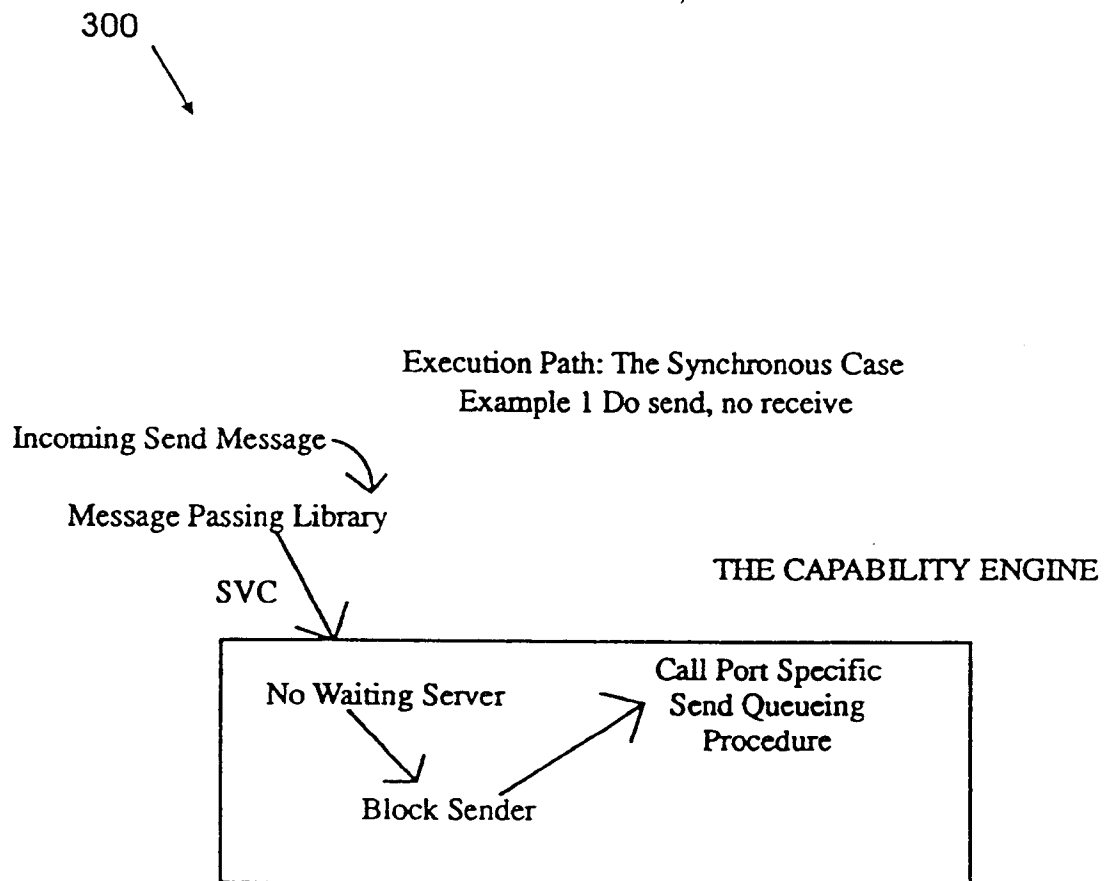 300
Execution Path: The Synchronous Case
Example 1 Do send, no receive
Incoming Send Message
Message Passing Library
SVC
THE CAPABILITY ENGINE
No Waiting Server
Call Port Specific
Send Queueing
Procedure
Block Sender